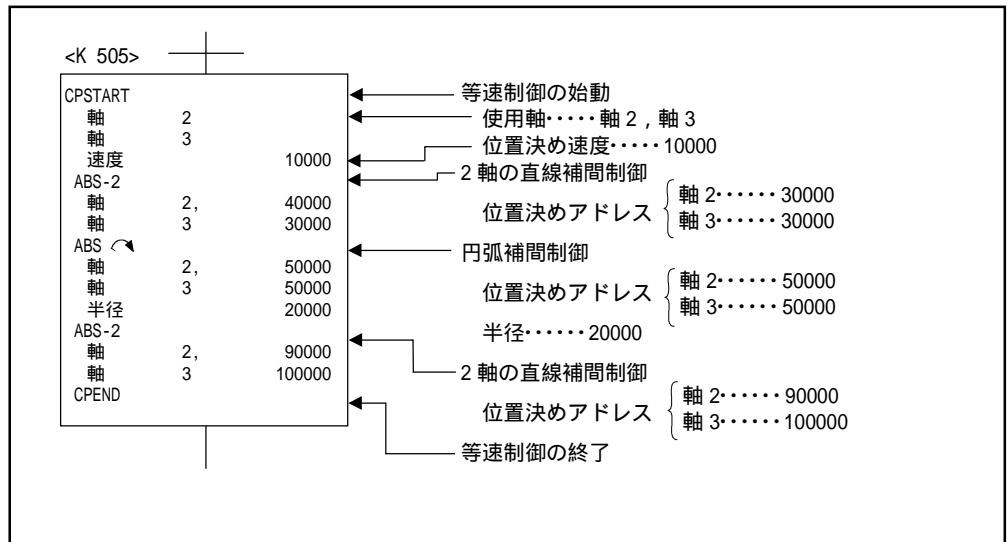 <K 505>
CPSTART
軸 2
軸 3
速度 10000
ABS-2
軸 2, 40000
軸 3 30000
ABS
軸 2, 50000
軸 3 50000
半径 20000
ABS-2
軸 2, 90000
軸 3 100000
CPEND
等速制御の始動
使用軸・・・・・軸 2 , 軸 3
位置決め速度・・・・・10000
2 軸の直線補間制御
位置決めアドレス
軸 2・・・・・・30000
軸 3・・・・・・30000
円弧補間制御
位置決めアドレス
軸 2・・・・・・50000
軸 3・・・・・・50000
半径・・・・・・20000
2 軸の直線補間制御
位置決めアドレス
軸 2・・・・・・90000
軸 3・・・・・・100000
等速制御の終了